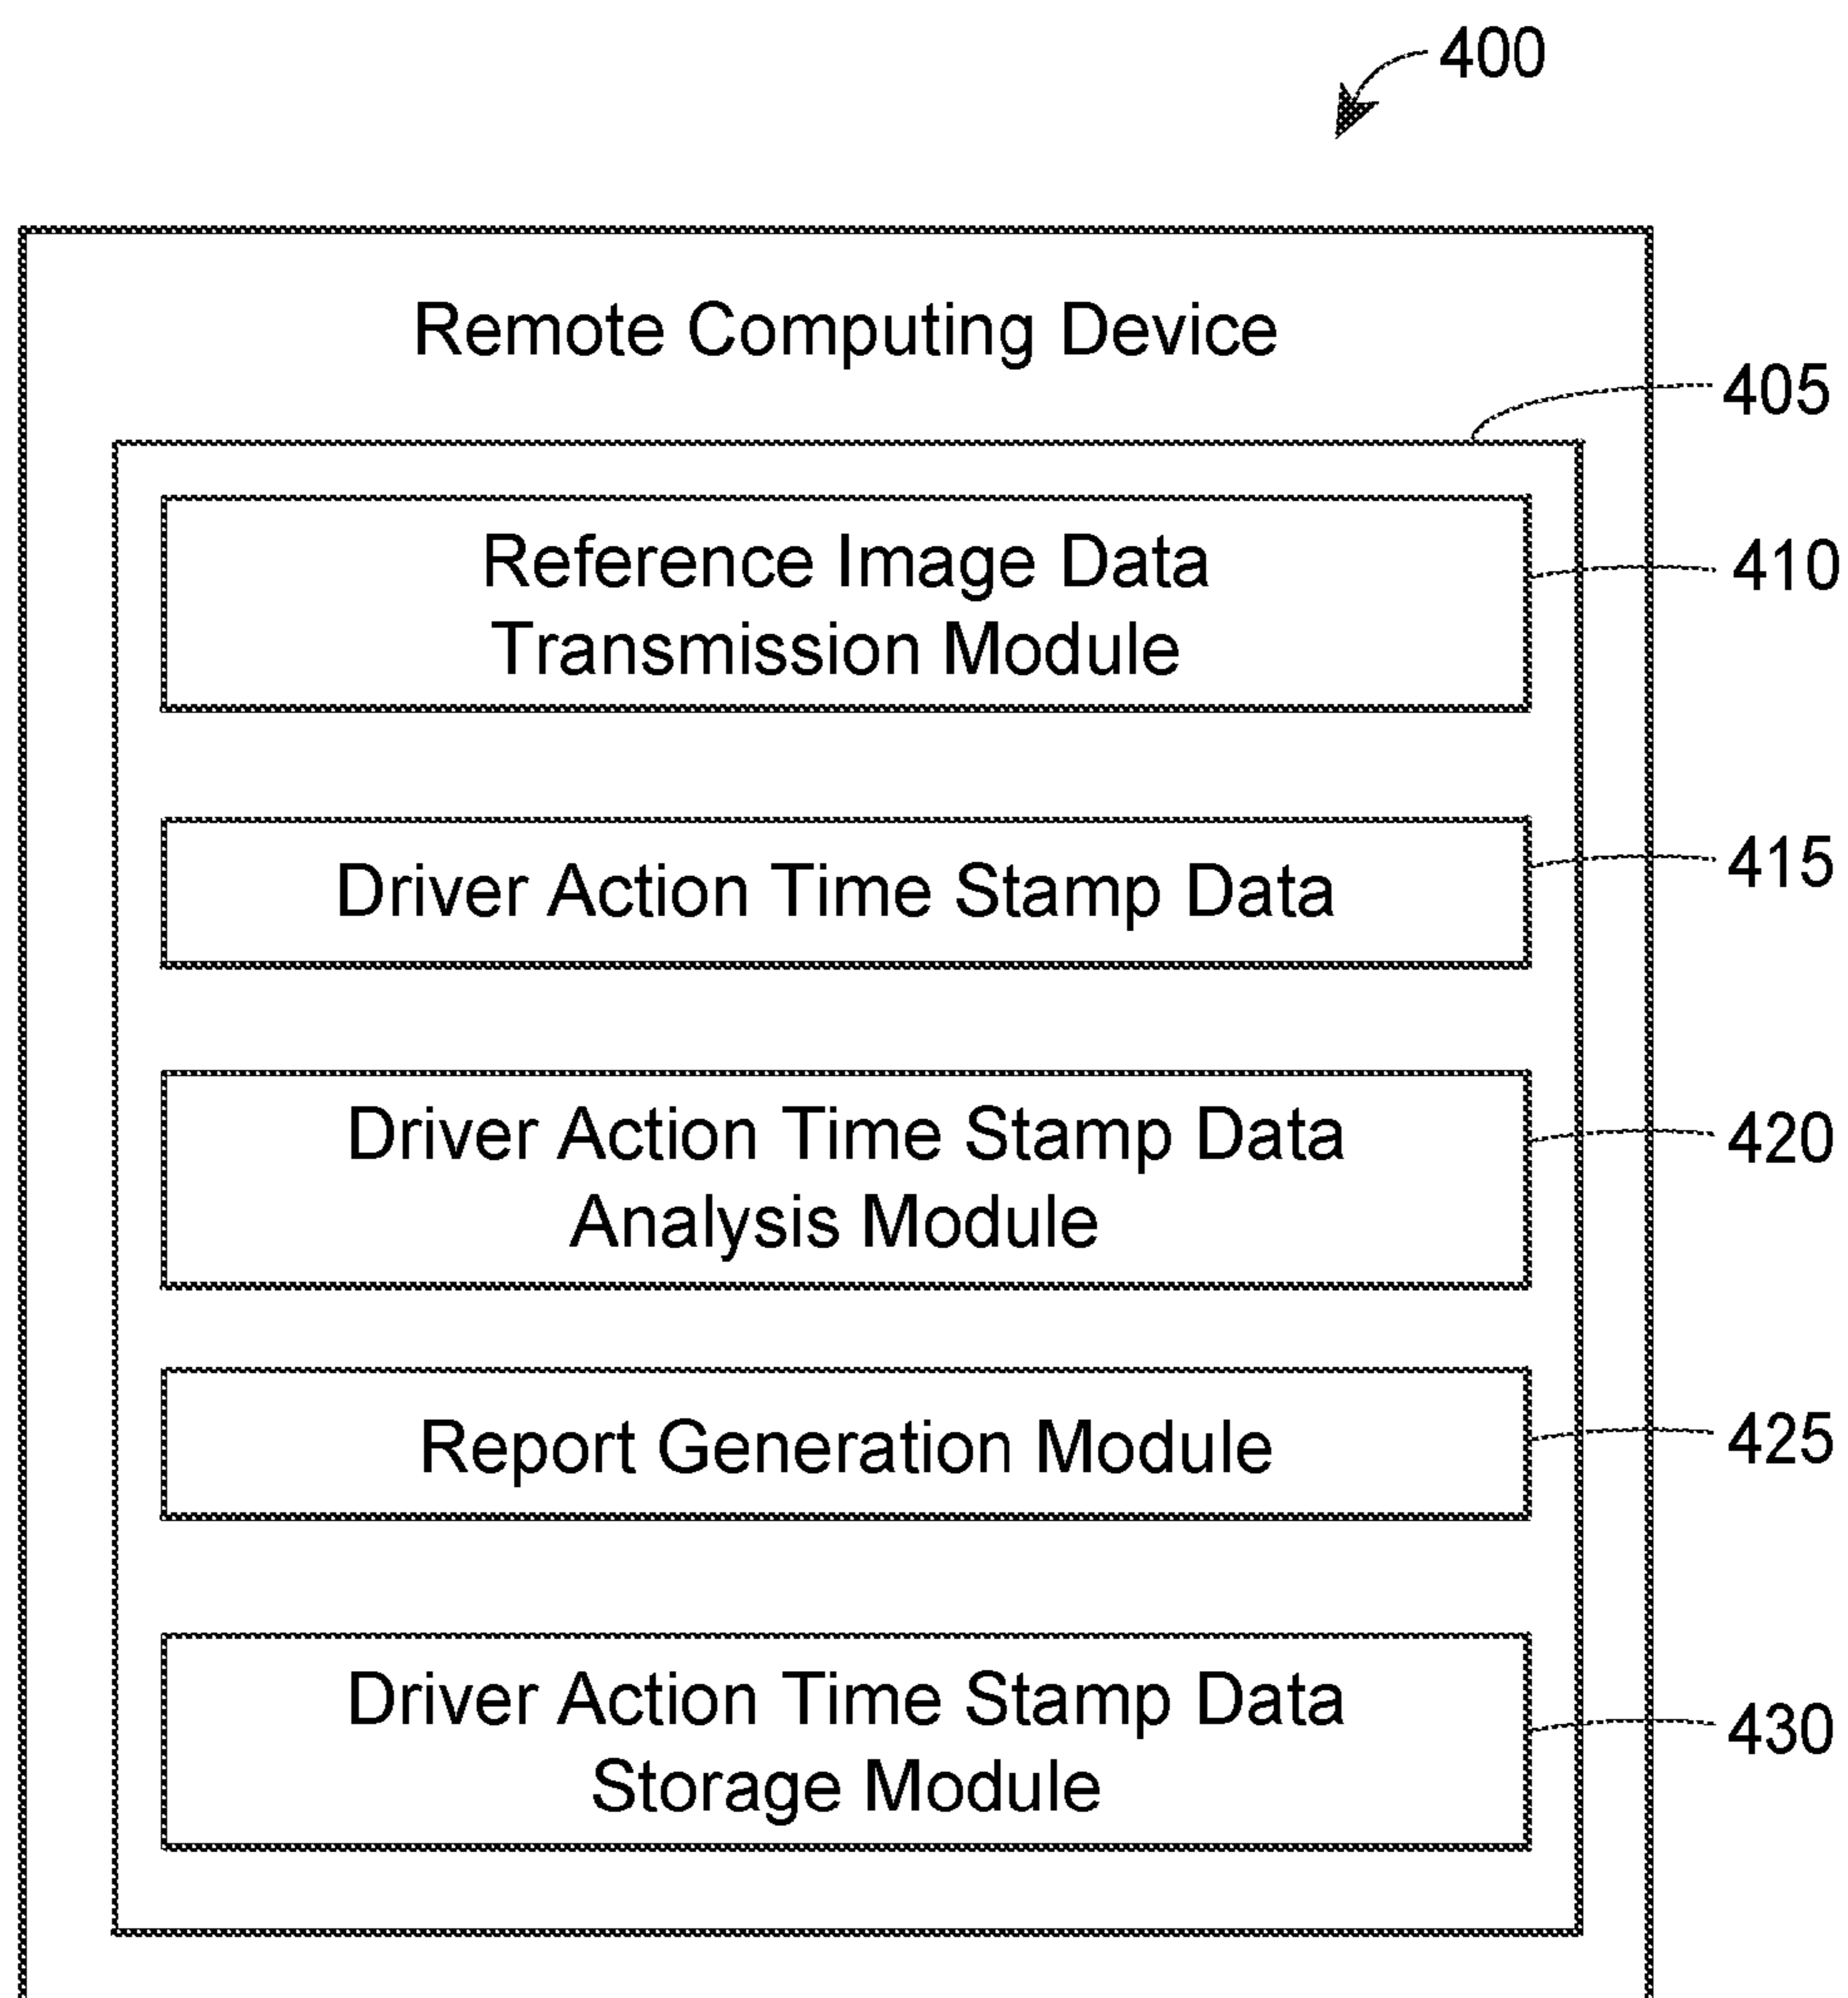 400
Remote Computing Device
405
Reference Image Data
Transmission Module
410
Driver Action Time Stamp Data
415
Driver Action Time Stamp Data
Analysis Module
420
Report Generation Module
425
Driver Action Time Stamp Data
Storage Module
430